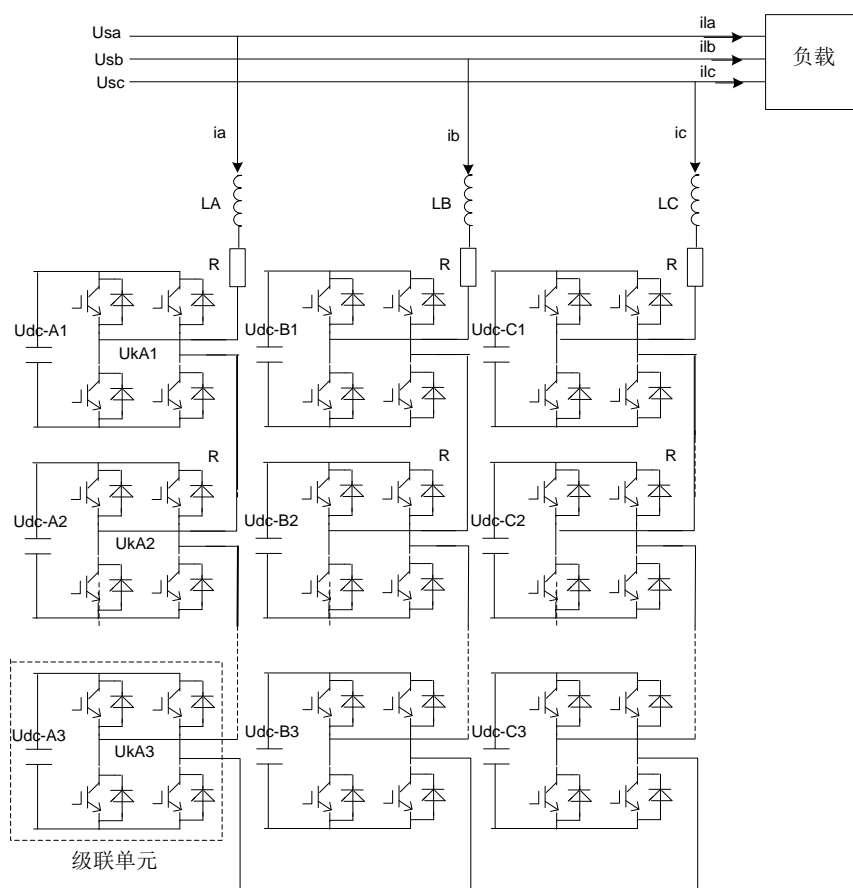 Usa
ila
Usb
ilb
负载
Usc
ilc
ia
ib
ic
LA
LB
LC
R
R
R
Udc-A1
Udc-B1
Udc-C1
UkA1
R
R
R
Udc-A2
Udc-B2
Udc-C2
UkA2
Udc-A3
Udc-B3
Udc-C3
UkA3
级联单元